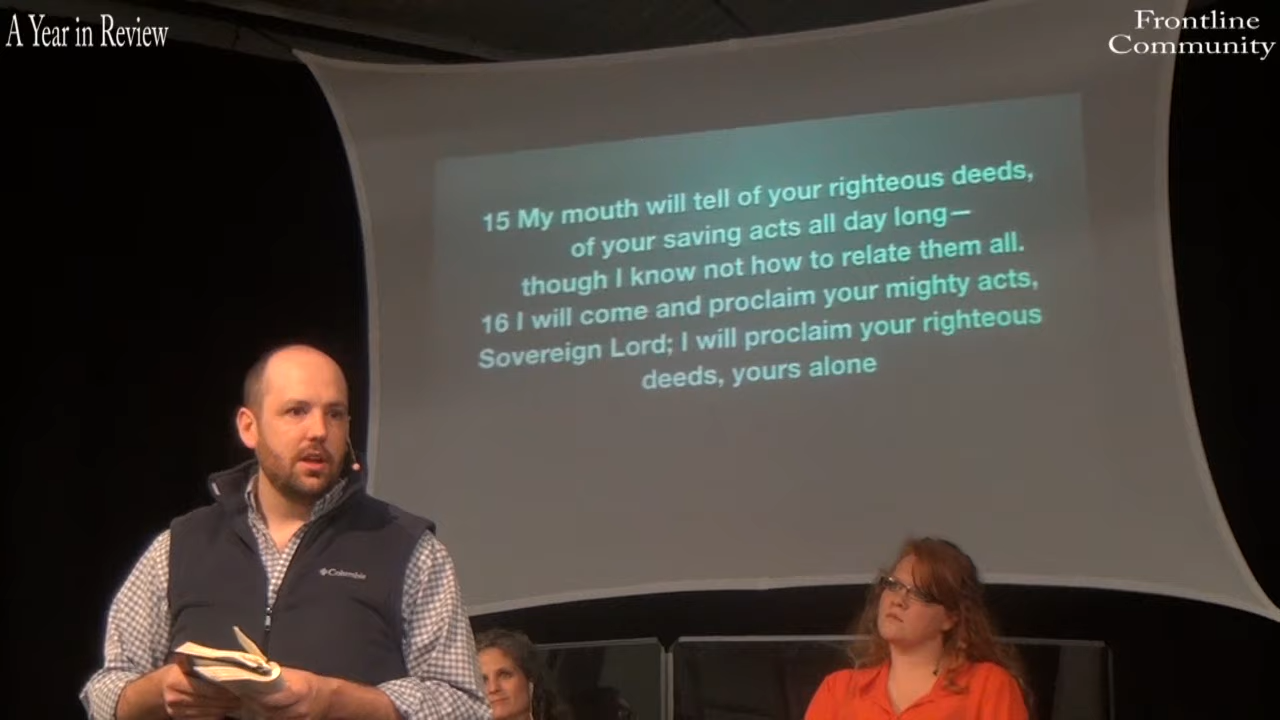 A Year in Review
Frontline
Community
15 My mouth will tell of your righteous deeds,
of your saving acts all day long—
though I know not how to relate them all.
16 I will come and proclaim your mighty acts,
Sovereign Lord; I will proclaim your righteous
deeds, yours alone
Columbia